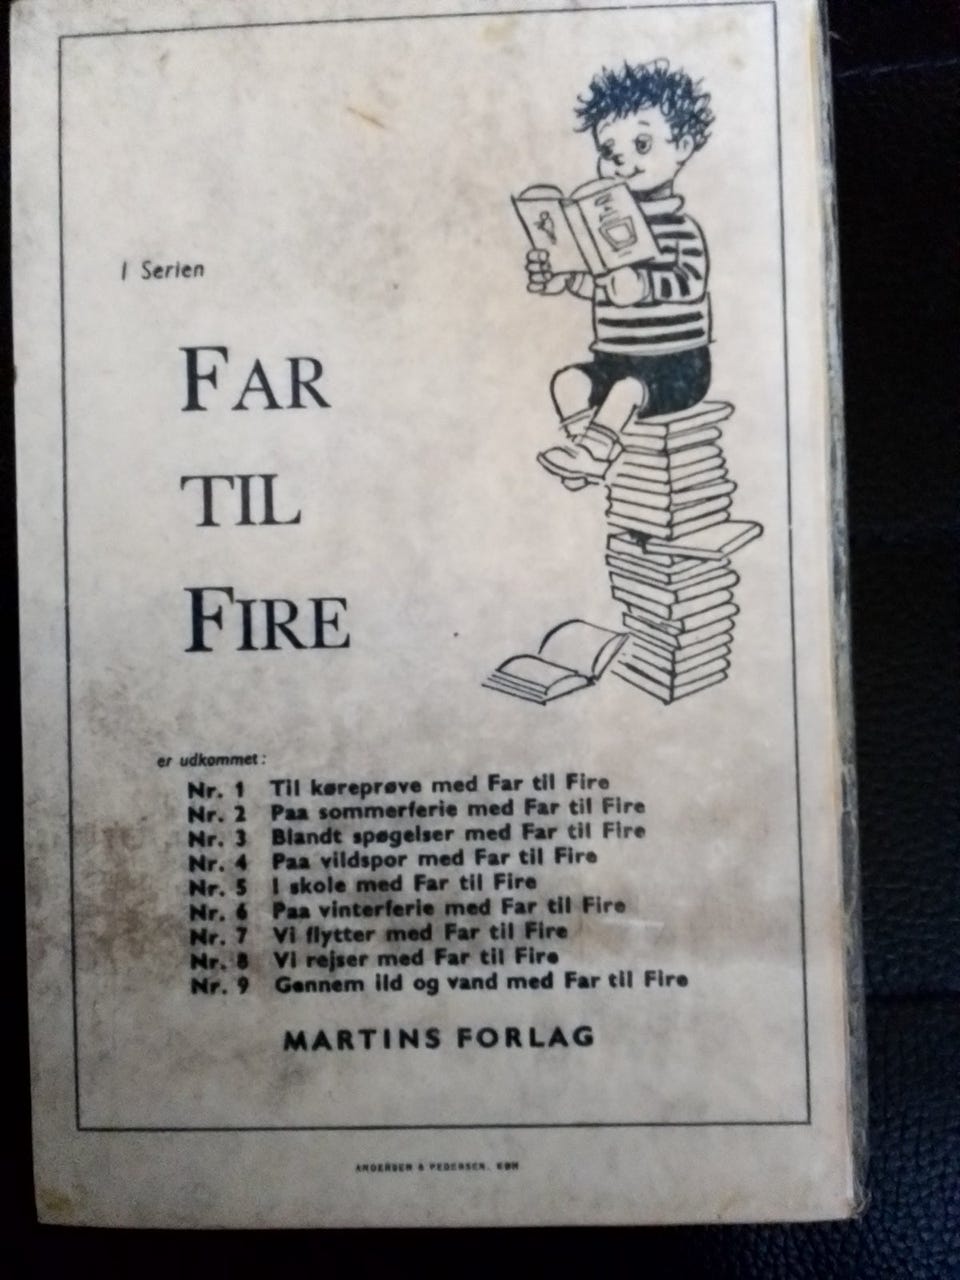 I Serien
FAR
TIL
FIRE
er udkommet:
Nr. 1 Til køreprøve med Far til Fire
Nr. 2 Paa sommerferie med Far til Fire
Nr. 3 Blandt spøgelser med Far til Fire
Nr. 4 Paa vildspor med Far til Fire
Nr. 5 I skole med Far til Fire
Nr. 6 Paa vinterferie med Far til Fire
Nr. 7 Vi flytter med Far til Fire
Nr. 8 Vi rejser med Far til Fire
Nr. 9 Gennem ild og vand med Far til Fire
MARTINS FORLAG
ANDERSEN & PEDERSEN, KBH